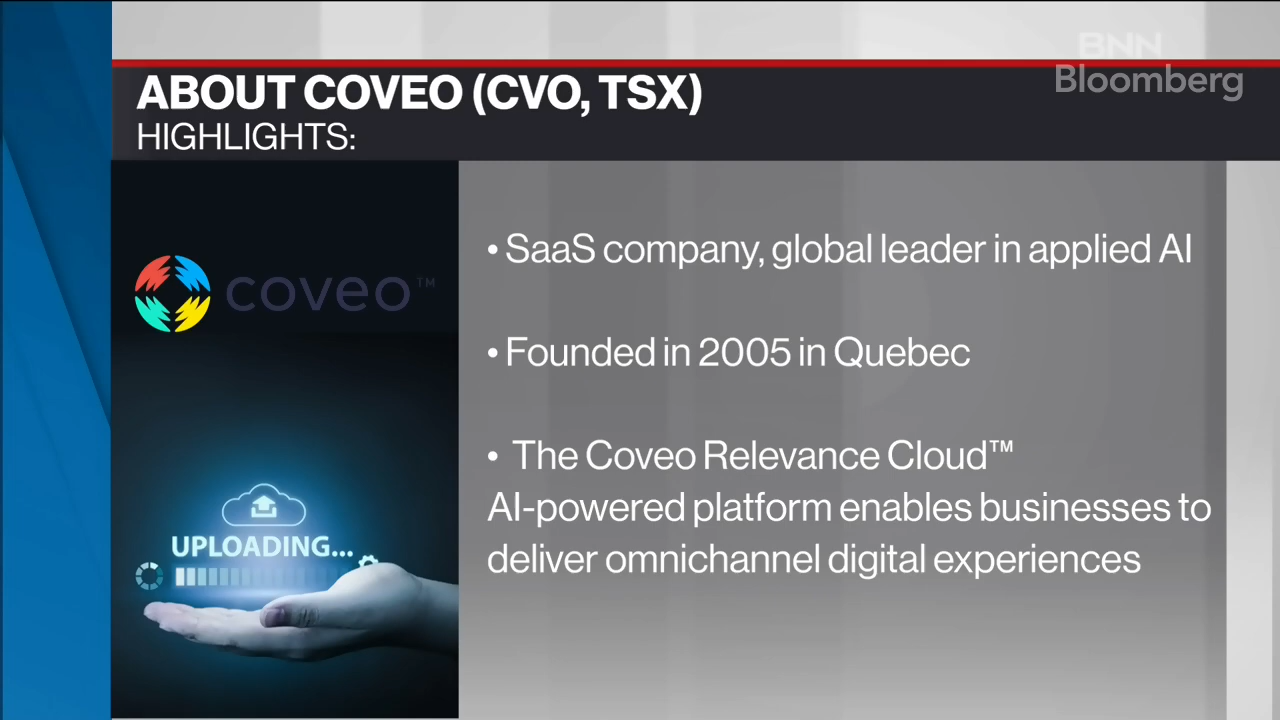 BNN
Bloomberg
ABOUT COVEO (CVO, TSX)
HIGHLIGHTS:
coveo™
UPLOADING...
• SaaS company, global leader in applied AI
• Founded in 2005 in Quebec
• The Coveo Relevance Cloud™
AI-powered platform enables businesses to
deliver omnichannel digital experiences